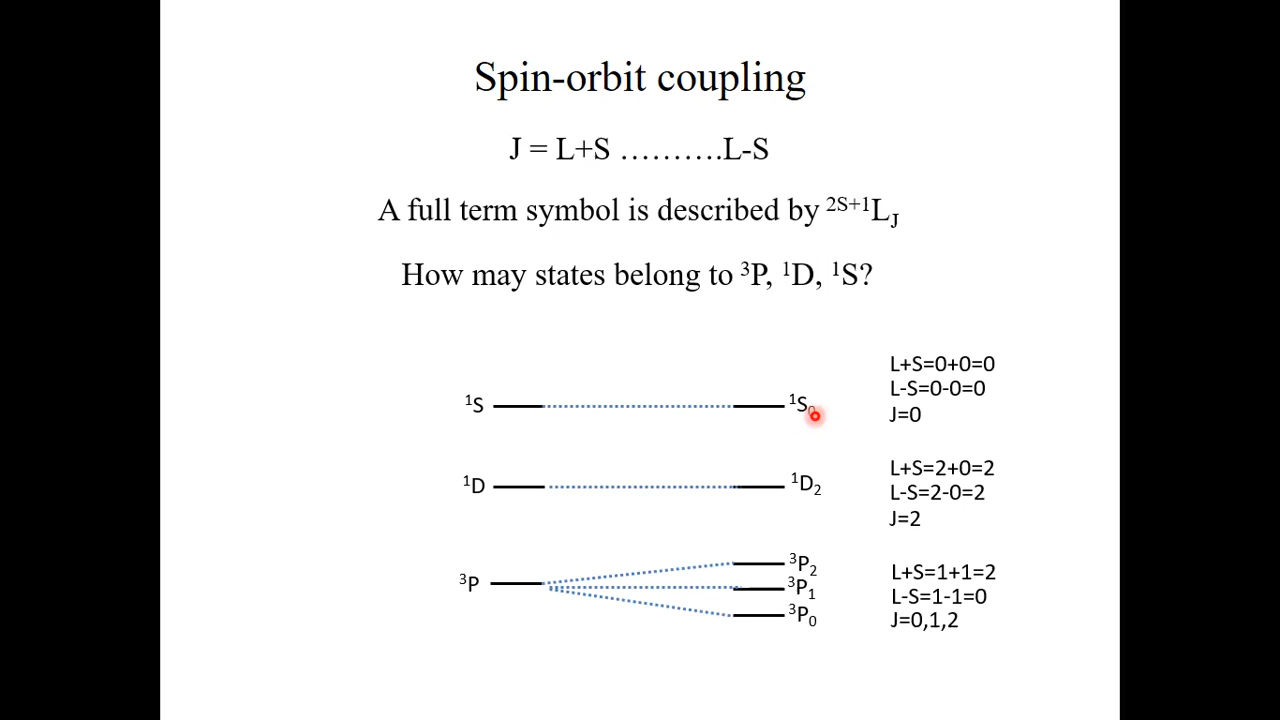 Spin-orbit coupling
J = L+S ……….L-S
A full term symbol is described by ²ˢ⁺¹L_J
How may states belong to ³P, ¹D, ¹S?
¹S
¹S₀
L+S=0+0=0
L-S=0-0=0
J=0
¹D
¹D₂
L+S=2+0=2
L-S=2-0=2
J=2
³P
³P₂
³P₁
³P₀
L+S=1+1=2
L-S=1-1=0
J=0,1,2